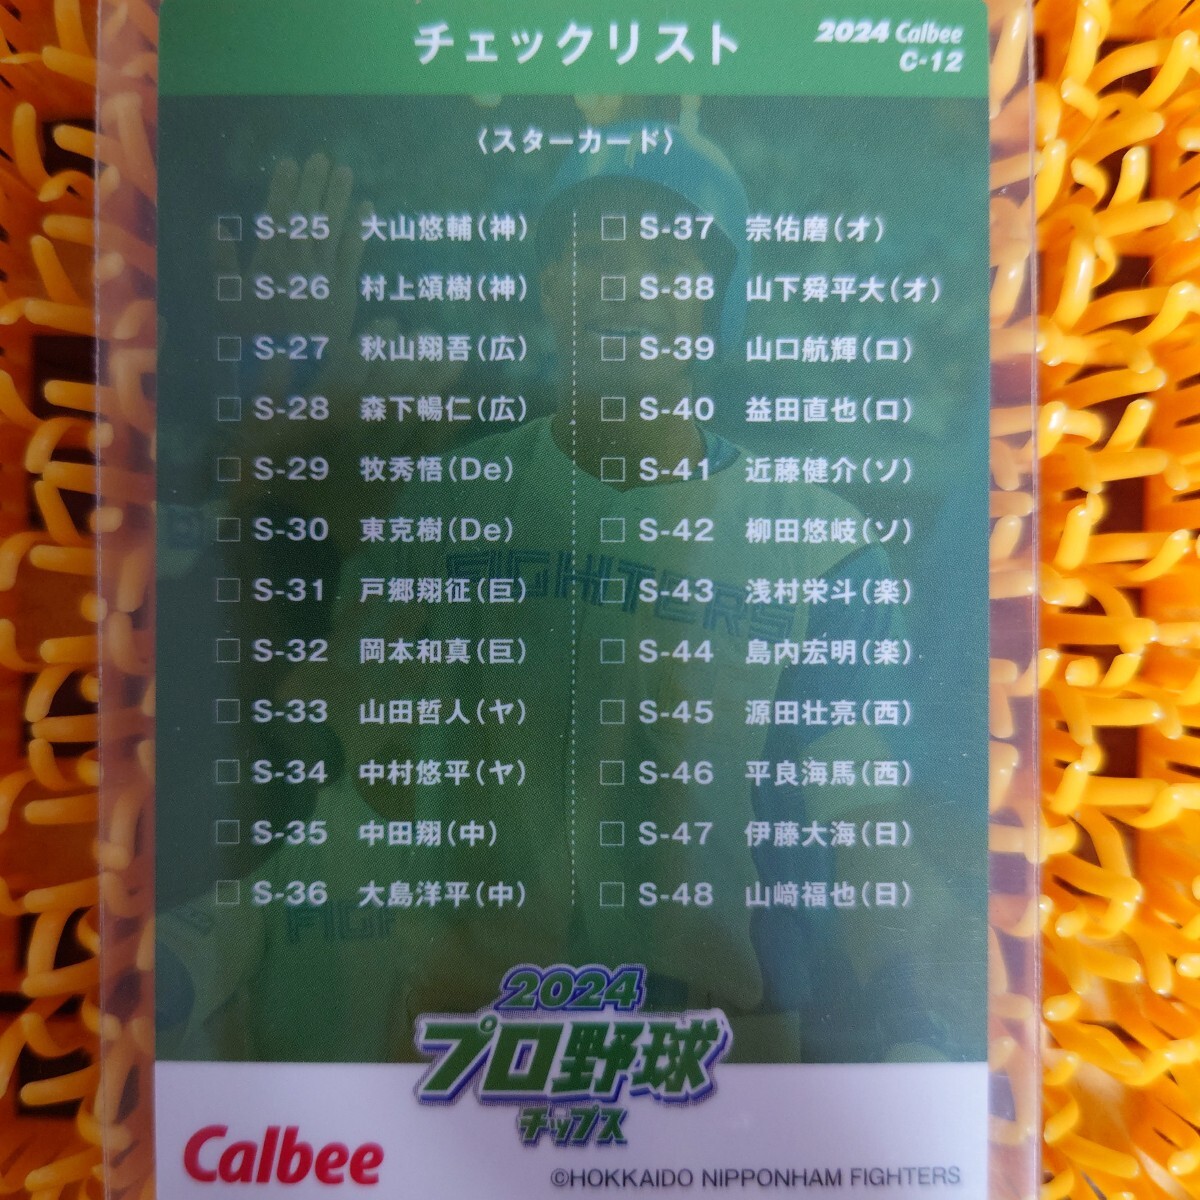 チェックリスト
2024 Calbee
C-12
〈スターカード〉
□ S-25 大山悠輔(神)
□ S-26 村上頌樹(神)
□ S-27 秋山翔吾(広)
□ S-28 森下暢仁(広)
□ S-29 牧秀悟(De)
□ S-30 東克樹(De)
□ S-31 戸郷翔征(巨)
□ S-32 岡本和真(巨)
□ S-33 山田哲人(ヤ)
□ S-34 中村悠平(ヤ)
□ S-35 中田翔(中)
□ S-36 大島洋平(中)
□ S-37 宗佑磨(オ)
□ S-38 山下舜平大(オ)
□ S-39 山口航輝(ロ)
□ S-40 益田直也(ロ)
□ S-41 近藤健介(ソ)
□ S-42 柳田悠岐(ソ)
□ S-43 浅村栄斗(楽)
□ S-44 島内宏明(楽)
□ S-45 源田壮亮(西)
□ S-46 平良海馬(西)
□ S-47 伊藤大海(日)
□ S-48 山﨑福也(日)
FIGHTERS
FIGH
2024
プロ野球
チップス
Calbee
©HOKKAIDO NIPPONHAM FIGHTERS